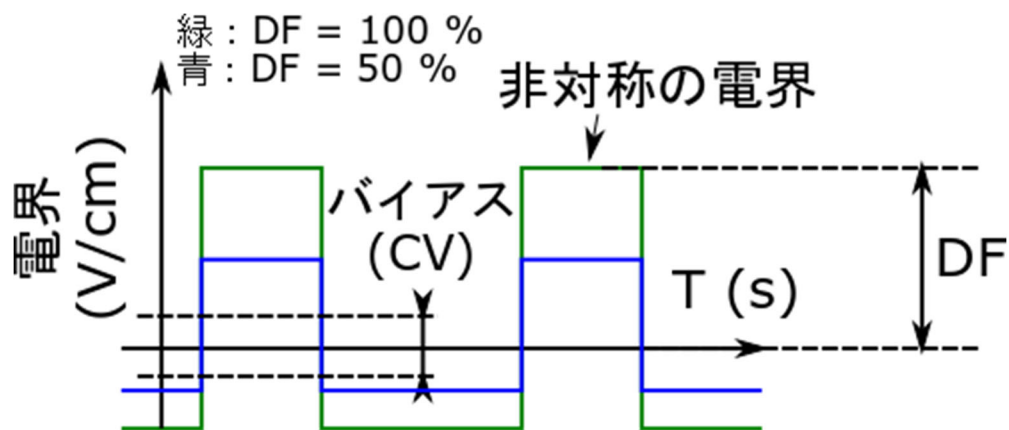 緑 : DF = 100 %
青 : DF = 50 %
非対称の電界
電界
(V/cm)
バイアス
(CV)
T (s)
DF